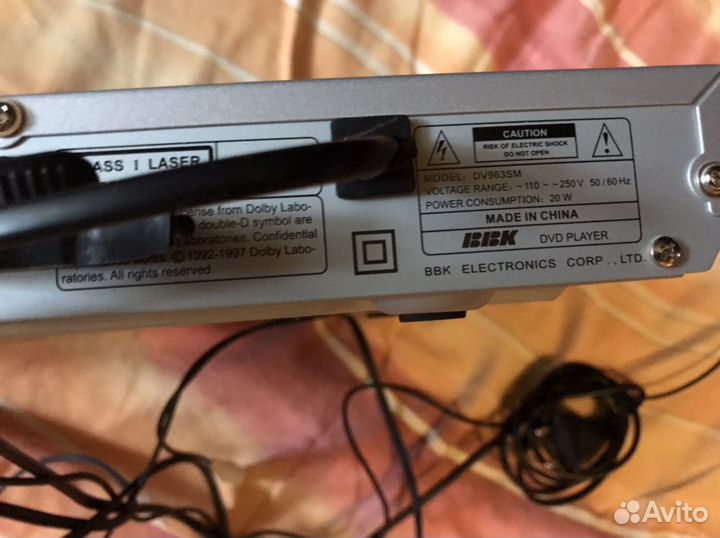 ASS 1 LASER
CAUTION
RISK OF ELECTRIC SHOCK
DO NOT OPEN
MODEL: DV963SM
VOLTAGE RANGE: ~110 - ~250V 50/60Hz
POWER CONSUMPTION: 20W
MADE IN CHINA
BBK DVD PLAYER
BBK ELECTRONICS CORP., LTD.
from Dolby Labo-
double-D symbol are
Laboratories. Confidential
©1992-1997 Dolby Labo-
ratories. All rights reserved.
Avito